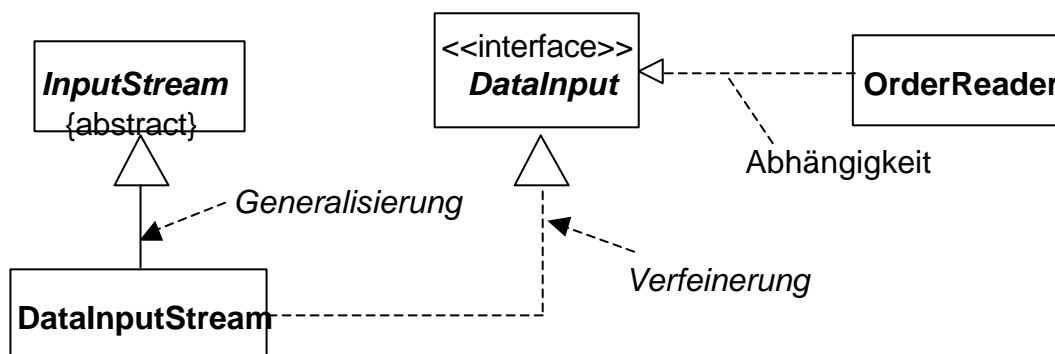 InputStream
{abstract}
<<interface>>
DataInput
OrderReader
Abhängigkeit
Generalisierung
Verfeinerung
DataInputStream